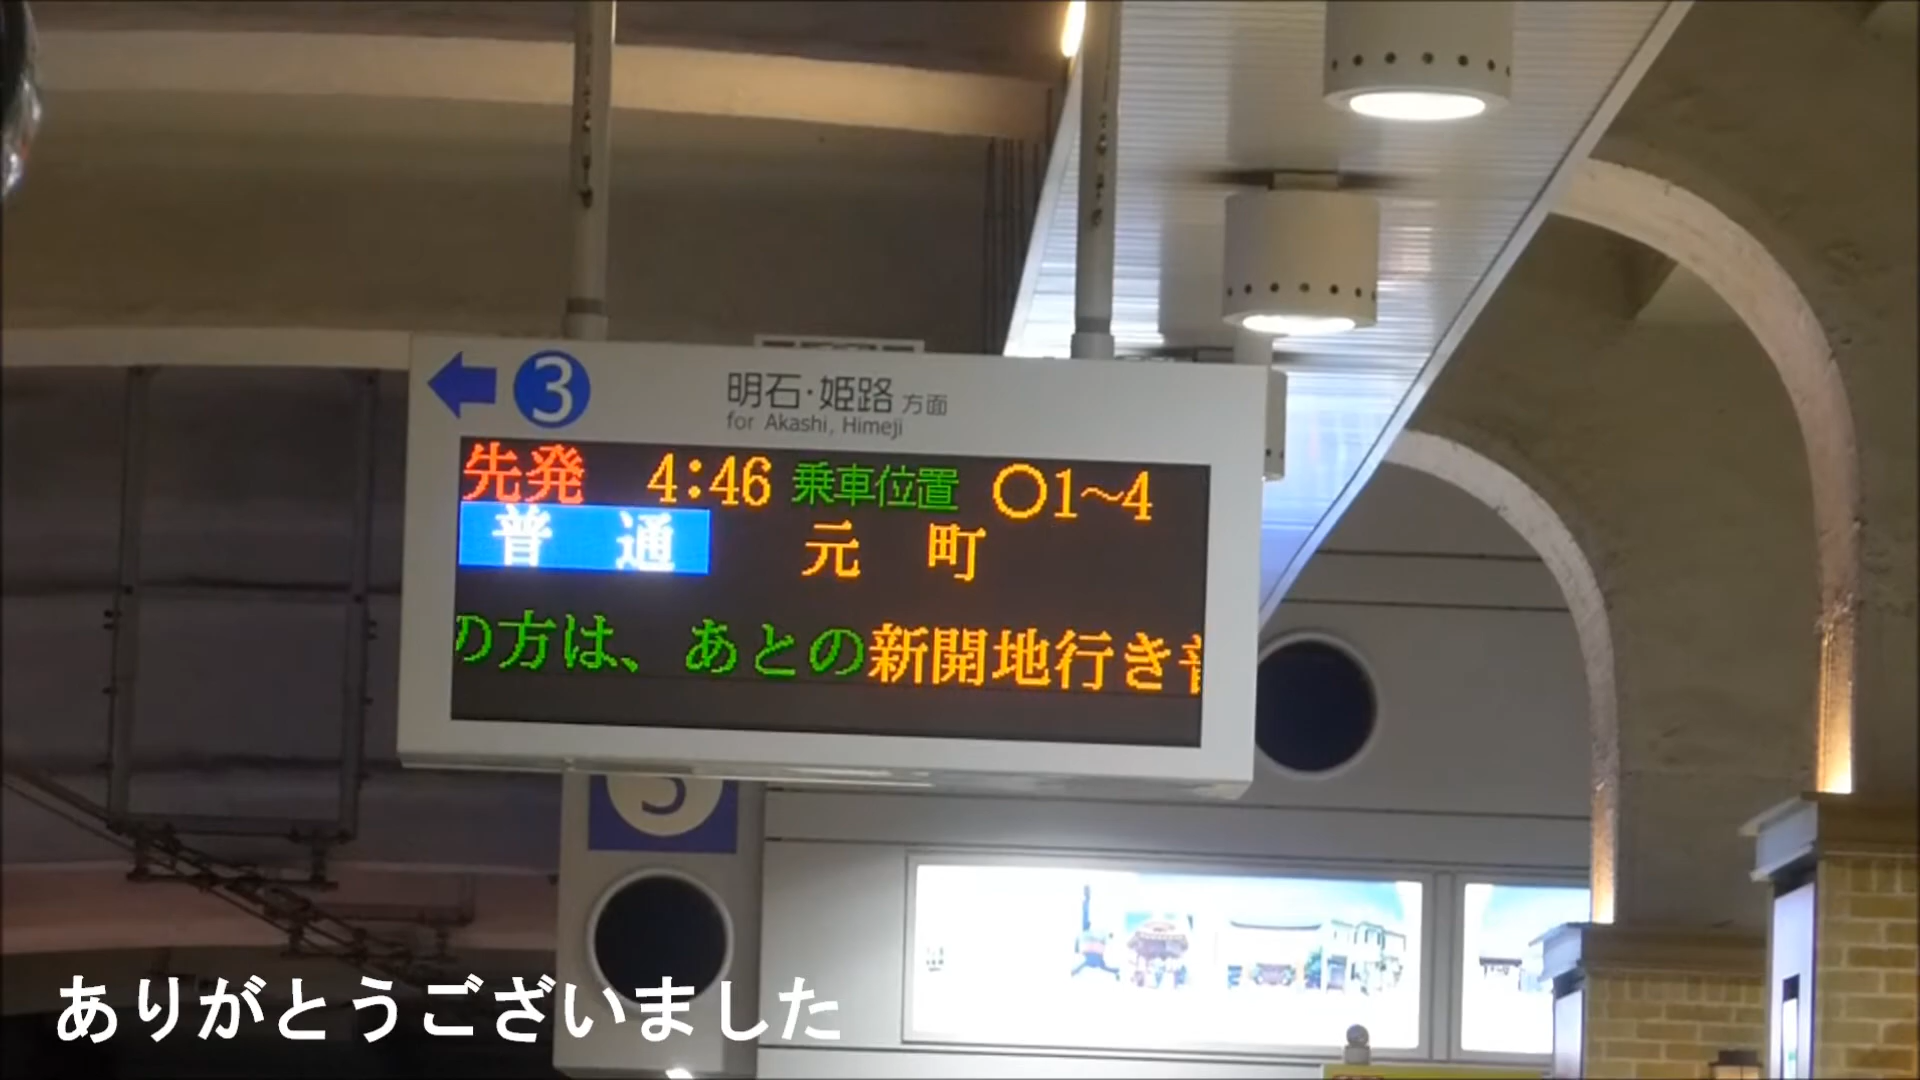 3 明石・姫路 方面
for Akashi, Himeji
先発 4:46 乗車位置 〇1~4
普通 元町
の方は、あとの新開地行き
3
ありがとうございました